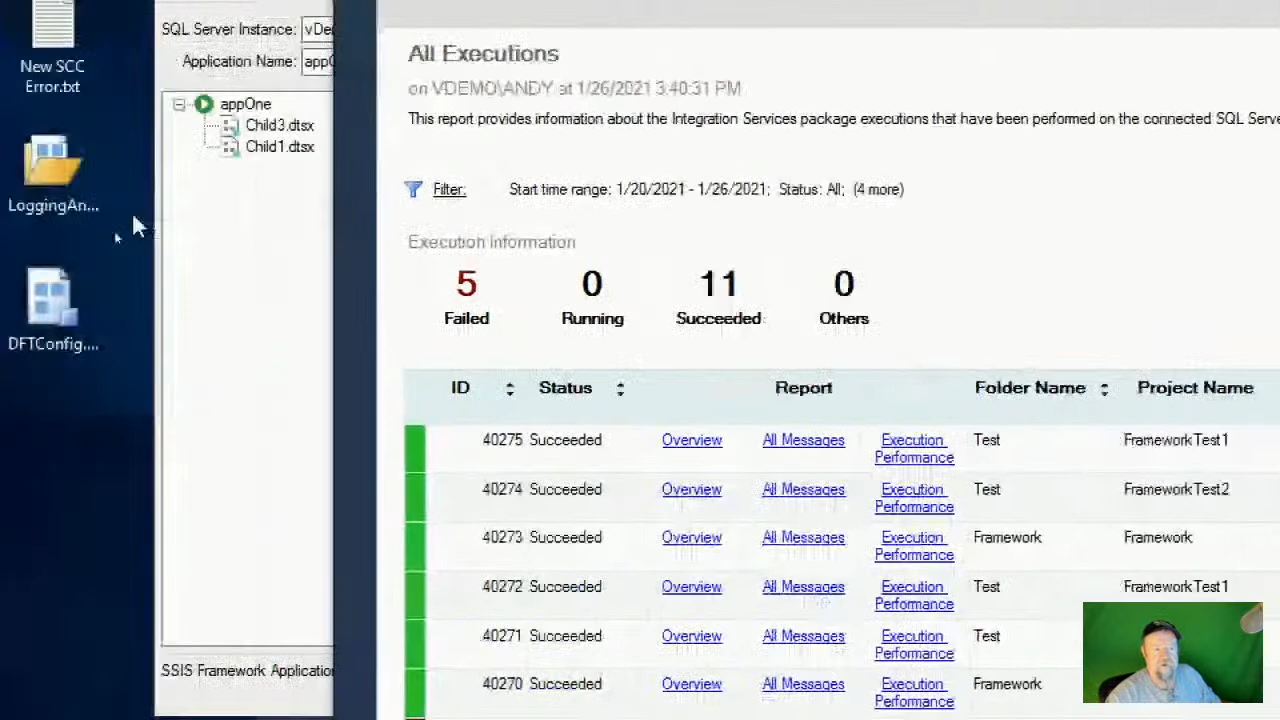 New SCC
Error.txt
LoggingAn...
DFTConfig....
SQL Server Instance:
Application Name:
appOne
Child3.dtsx
Child1.dtsx
SSIS Framework Application
All Executions
on VDEMO\ANDY at 1/26/2021 3:40:31 PM
This report provides information about the Integration Services package executions that have been performed on the connected SQL Serve
Filter: Start time range: 1/20/2021 - 1/26/2021; Status: All; (4 more)
Execution Information
5 0 11 0
Failed Running Succeeded Others
ID Status Report Folder Name Project Name
40275 Succeeded Overview All Messages Execution Performance Test FrameworkTest1
40274 Succeeded Overview All Messages Execution Performance Test FrameworkTest2
40273 Succeeded Overview All Messages Execution Performance Framework Framework
40272 Succeeded Overview All Messages Execution Performance Test FrameworkTest1
40271 Succeeded Overview All Messages Execution Performance Test
40270 Succeeded Overview All Messages Execution Performance Framework